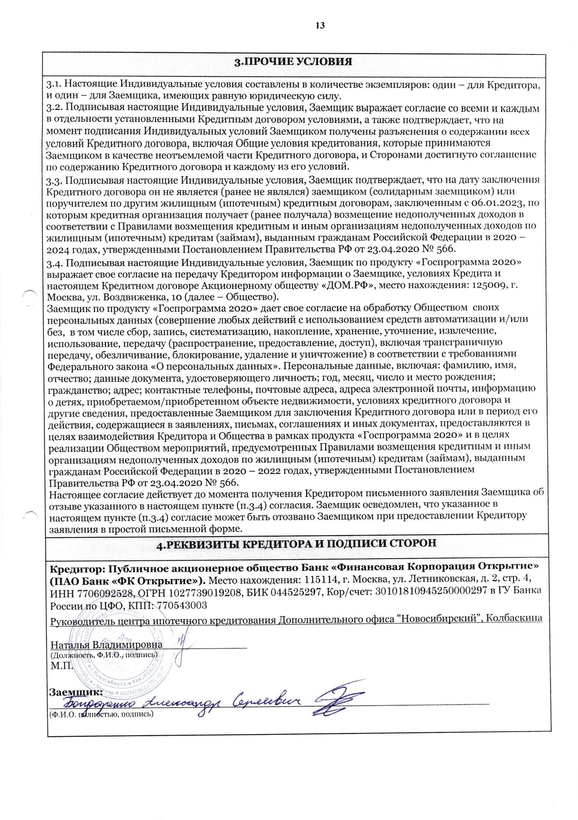 13
3.ПРОЧИЕ УСЛОВИЯ
3.1. Настоящие Индивидуальные условия составлены в количестве экземпляров: один – для Кредитора,
и один – для Заемщика, имеющих равную юридическую силу.
3.2. Подписывая настоящие Индивидуальные условия, Заемщик выражает согласие со всеми и каждым
в отдельности установленными Кредитным договором условиями, а также подтверждает, что на
момент подписания Индивидуальных условий Заемщиком получены разъяснения о содержании всех
условий Кредитного договора, включая Общие условия кредитования, которые принимаются
Заемщиком в качестве неотъемлемой части Кредитного договора, и Сторонами достигнуто соглашение
по содержанию Кредитного договора и каждому из его условий.
3.3. Подписывая настоящие Индивидуальные условия, Заемщик подтверждает, что на дату заключения
Кредитного договора он не является (ранее не являлся) заемщиком (солидарным заемщиком) или
поручителем по другим жилищным (ипотечным) кредитным договорам, заключенным с 06.01.2023, по
которым кредитная организация получает (ранее получала) возмещение недополученных доходов в
соответствии с Правилами возмещения кредитным и иным организациям недополученных доходов по
жилищным (ипотечным) кредитам (займам), выданным гражданам Российской Федерации в 2020 –
2024 годах, утвержденными Постановлением Правительства РФ от 23.04.2020 № 566.
3.4. Подписывая настоящие Индивидуальные условия, Заемщик по продукту «Госпрограмма 2020»
выражает свое согласие на передачу Кредитором информации о Заемщике, условиях Кредита и
настоящем Кредитном договоре Акционерному обществу «ДОМ.РФ», место нахождения: 125009, г.
Москва, ул. Воздвиженка, 10 (далее – Общество).
Заемщик по продукту «Госпрограмма 2020» дает свое согласие на обработку Обществом своих
персональных данных (совершение любых действий с использованием средств автоматизации и/или
без, в том числе сбор, запись, систематизацию, накопление, хранение, уточнение, извлечение,
использование, передачу (распространение, предоставление, доступ), включая трансграничную
передачу, обезличивание, блокирование, удаление и уничтожение) в соответствии с требованиями
Федерального закона «О персональных данных». Персональные данные, включая: фамилию, имя,
отчество; данные документа, удостоверяющего личность; год, месяц, число и место рождения;
гражданство; адрес; контактные телефоны, почтовые адреса, адреса электронной почты, информацию
о детях, приобретаемом/приобретенном объекте недвижимости, условиях кредитного договора и
другие сведения, предоставленные Заемщиком для заключения Кредитного договора или в период его
действия, содержащиеся в заявлениях, письмах, соглашениях и иных документах, предоставляются в
целях взаимодействия Кредитора и Общества в рамках продукта «Госпрограмма 2020» и в целях
реализации Обществом мероприятий, предусмотренных Правилами возмещения кредитным и иным
организациям недополученных доходов по жилищным (ипотечным) кредитам (займам), выданным
гражданам Российской Федерации в 2020 – 2022 годах, утвержденными Постановлением
Правительства РФ от 23.04.2020 № 566.
Настоящее согласие действует до момента получения Кредитором письменного заявления Заемщика об
отзыве указанного в настоящем пункте (п.3.4) согласия. Заемщик осведомлен, что указанное в
настоящем пункте (п.3.4) согласие может быть отозвано Заемщиком при предоставлении Кредитору
заявления в простой письменной форме.
4.РЕКВИЗИТЫ КРЕДИТОРА И ПОДПИСИ СТОРОН
Кредитор: Публичное акционерное общество Банк «Финансовая Корпорация Открытие»
(ПАО Банк «ФК Открытие»). Место нахождения: 115114, г. Москва, ул. Летниковская, д. 2, стр. 4,
ИНН 7706092528, ОГРН 1027739019208, БИК 044525297, Кор/счет: 30101810945250000297 в ГУ Банка
России по ЦФО, КПП: 770543003
Руководитель центра ипотечного кредитования Дополнительного офиса "Новосибирский", Колбаскина
Наталья Владимировна
(Должность, Ф.И.О., подпись)
М.П.
Заемщик:
Бондаренко Александр Сергеевич
(Ф.И.О. полностью, подпись)